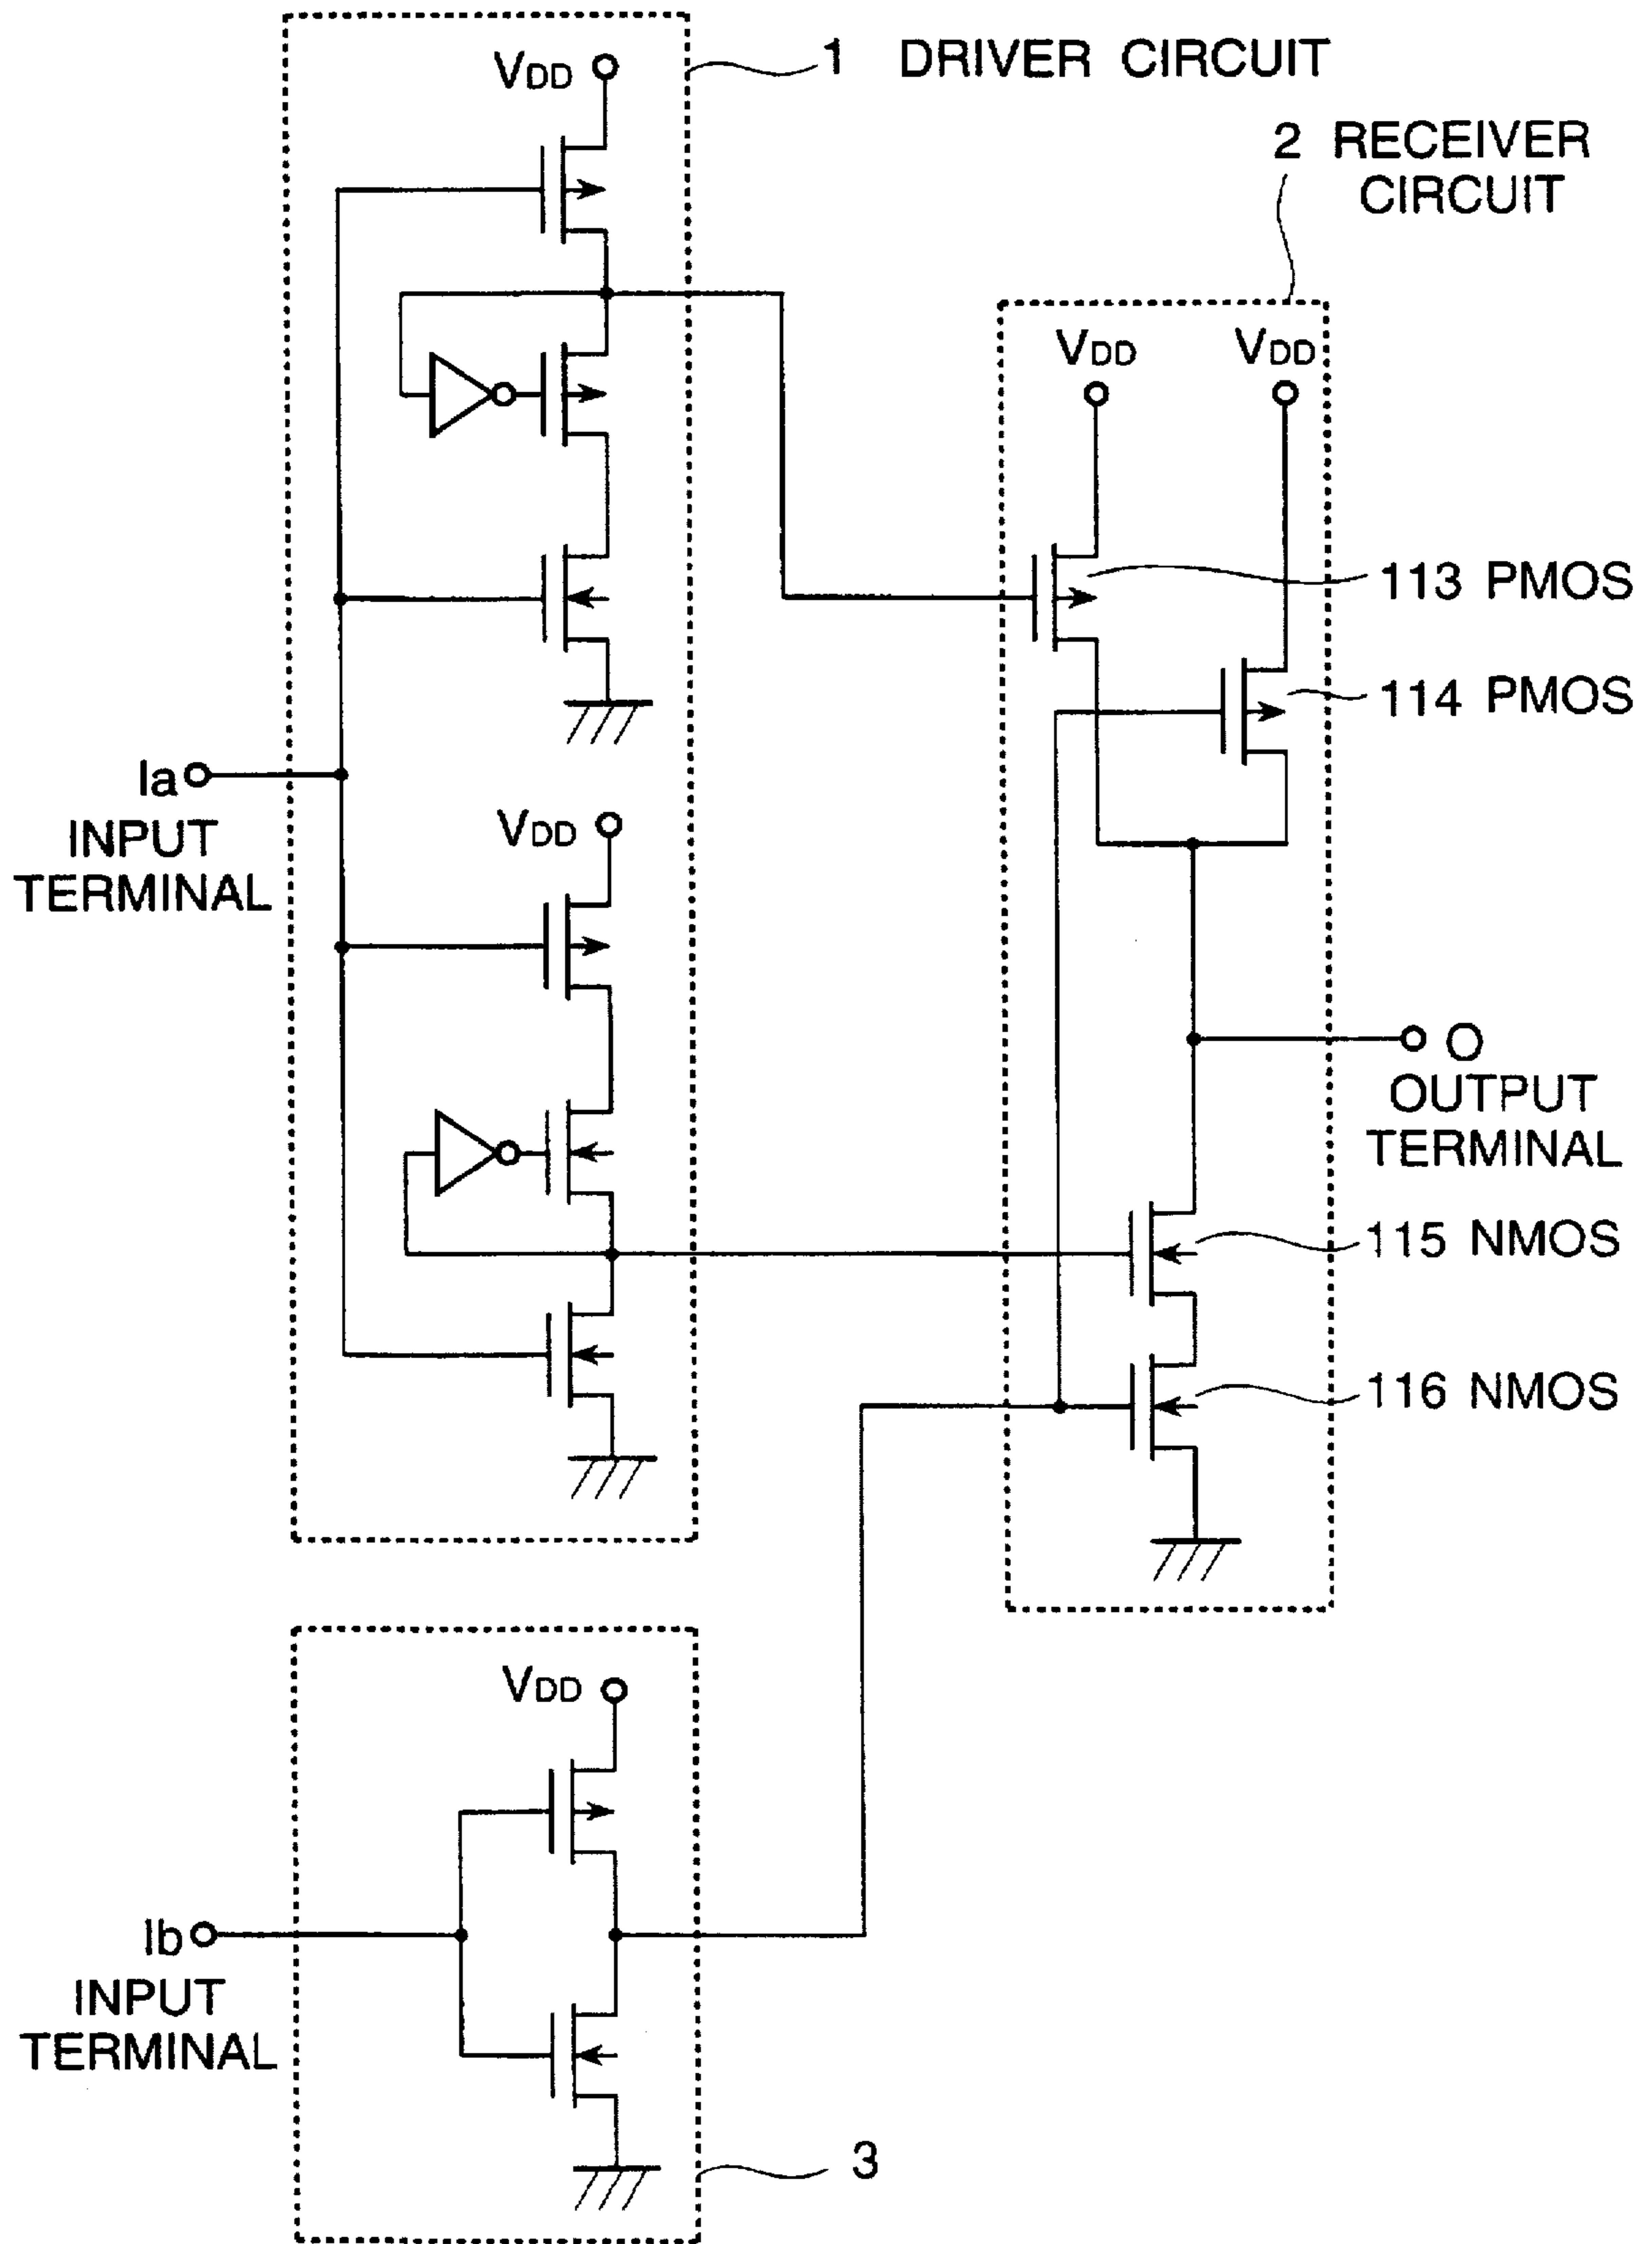 VDD
1 DRIVER CIRCUIT
2 RECEIVER
CIRCUIT
VDD
VDD
113 PMOS
114 PMOS
Ia
INPUT
TERMINAL
VDD
O
OUTPUT
TERMINAL
115 NMOS
116 NMOS
VDD
Ib
INPUT
TERMINAL
3